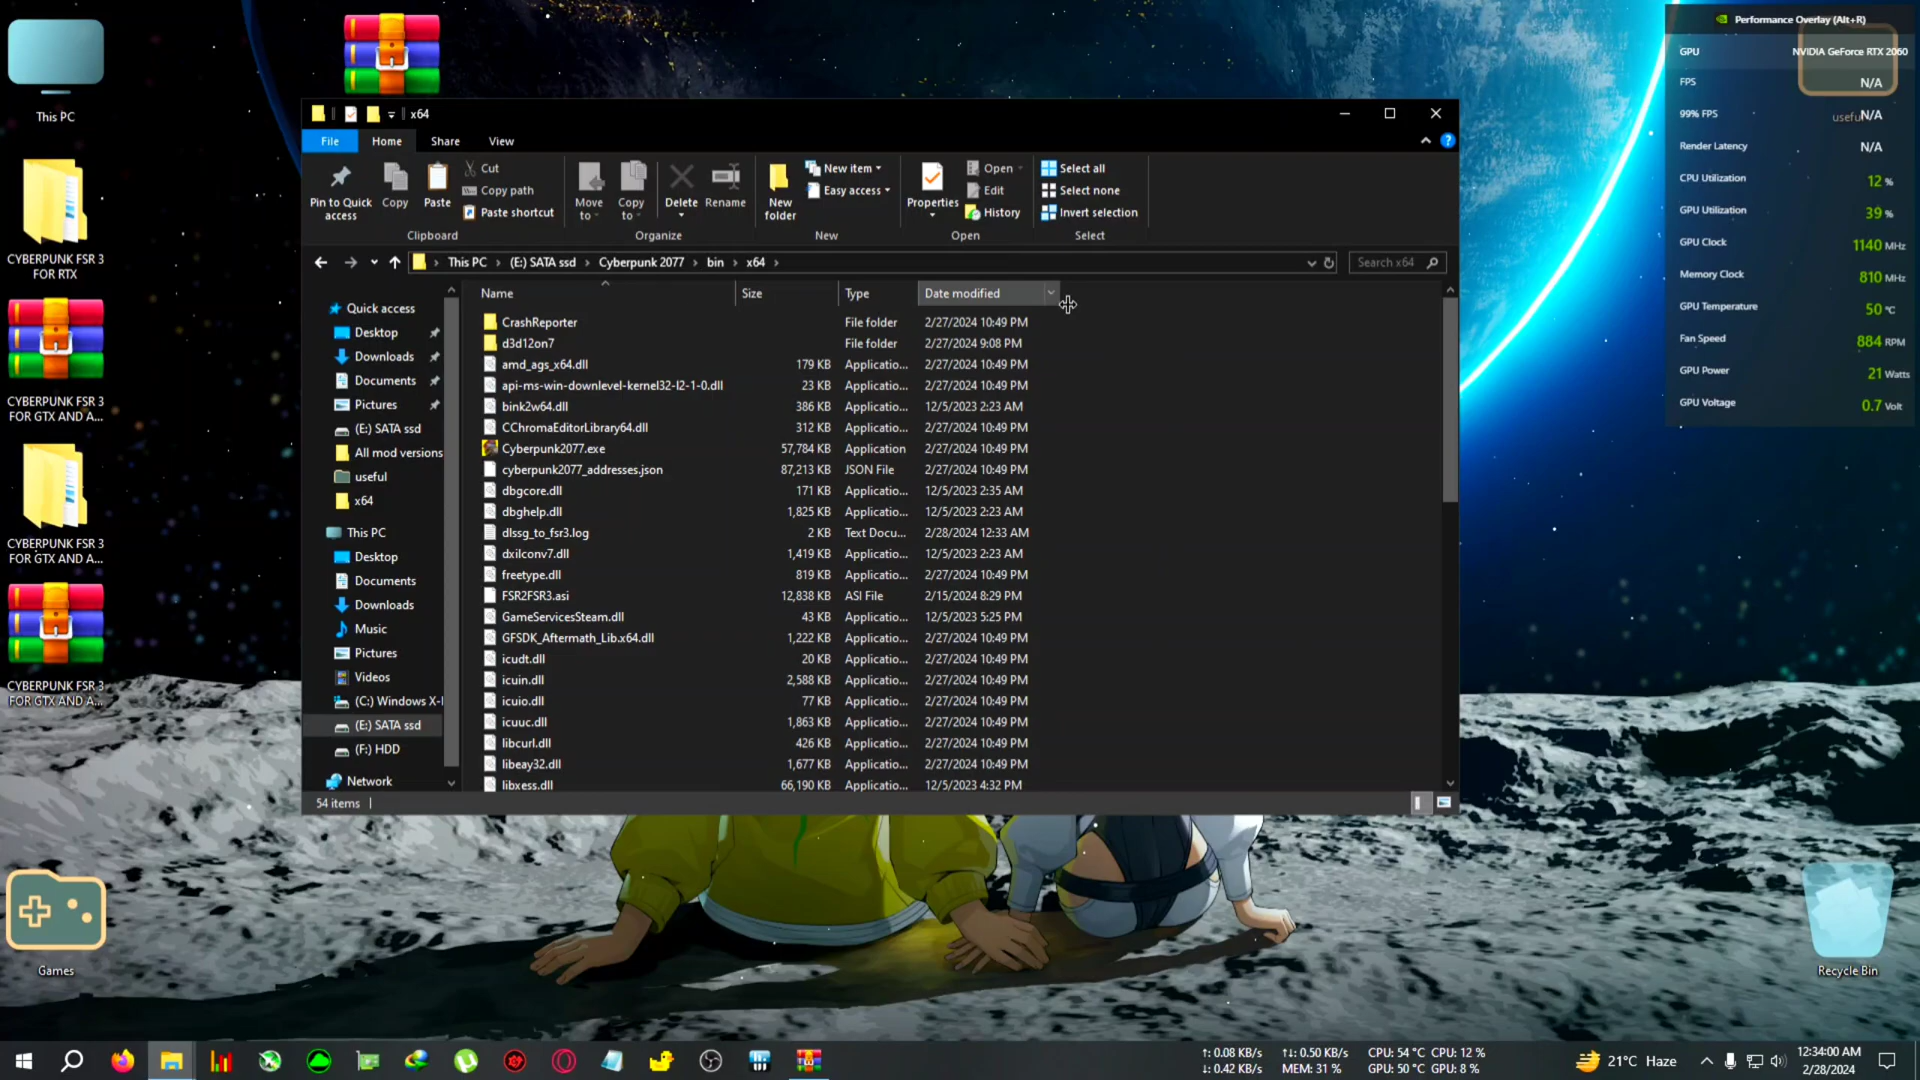 This PC
CYBERPUNK FSR 3
FOR RTX
CYBERPUNK FSR 3
FOR GTX AND A...
CYBERPUNK FSR 3
FOR GTX AND A...
CYBERPUNK FSR 3
FOR GTX AND A...
Games
x64
File
Home
Share
View
Pin to Quick
access
Copy
Paste
Cut
Copy path
Paste shortcut
Clipboard
Move
to
Copy
to
Delete
Rename
Organize
New
folder
New item
Easy access
New
Properties
Open
Edit
History
Open
Select all
Select none
Invert selection
Select
This PC > (E:) SATA ssd > Cyberpunk 2077 > bin > x64 >
Search x64
Quick access
Desktop
Downloads
Documents
Pictures
(E:) SATA ssd
All mod versions
useful
x64
This PC
Desktop
Documents
Downloads
Music
Pictures
Videos
(C:) Windows X-
(E:) SATA ssd
(F:) HDD
Network
Name Size Type Date modified
CrashReporter File folder 2/27/2024 10:49 PM
d3d12on7 File folder 2/27/2024 9:08 PM
amd_ags_x64.dll 179 KB Applicatio... 2/27/2024 10:49 PM
api-ms-win-downlevel-kernel32-l2-1-0.dll 23 KB Applicatio... 2/27/2024 10:49 PM
bink2w64.dll 386 KB Applicatio... 12/5/2023 2:23 AM
CChromaEditorLibrary64.dll 312 KB Applicatio... 2/27/2024 10:49 PM
Cyberpunk2077.exe 57,784 KB Application 2/27/2024 10:49 PM
cyberpunk2077_addresses.json 87,213 KB JSON File 2/27/2024 10:49 PM
dbgcore.dll 171 KB Applicatio... 12/5/2023 2:35 AM
dbghelp.dll 1,825 KB Applicatio... 12/5/2023 2:23 AM
dlssg_to_fsr3.log 2 KB Text Docu... 2/28/2024 12:33 AM
dxilconv7.dll 1,419 KB Applicatio... 12/5/2023 2:23 AM
freetype.dll 819 KB Applicatio... 2/27/2024 10:49 PM
FSR2FSR3.asi 12,838 KB ASI File 2/15/2024 8:29 PM
GameServicesSteam.dll 43 KB Applicatio... 12/5/2023 5:25 PM
GFSDK_Aftermath_Lib.x64.dll 1,222 KB Applicatio... 2/27/2024 10:49 PM
icudt.dll 20 KB Applicatio... 2/27/2024 10:49 PM
icuin.dll 2,588 KB Applicatio... 2/27/2024 10:49 PM
icuio.dll 77 KB Applicatio... 2/27/2024 10:49 PM
icuuc.dll 1,863 KB Applicatio... 2/27/2024 10:49 PM
libcurl.dll 426 KB Applicatio... 2/27/2024 10:49 PM
libeay32.dll 1,677 KB Applicatio... 2/27/2024 10:49 PM
libxess.dll 66,190 KB Applicatio... 12/5/2023 4:32 PM
54 items
Performance Overlay (Alt+R)
GPU NVIDIA GeForce RTX 2060
FPS N/A
99% FPS N/A
usefu
Render Latency N/A
CPU Utilization 12 %
GPU Utilization 39 %
GPU Clock 1140 MHz
Memory Clock 810 MHz
GPU Temperature 50 °C
Fan Speed 884 RPM
GPU Power 21 Watts
GPU Voltage 0.7 Volt
Recycle Bin
↑: 0.08 KB/s ↑↓: 0.50 KB/s CPU: 54 °C CPU: 12 %
↓: 0.42 KB/s MEM: 31 % GPU: 50 °C GPU: 8 %
21°C Haze
12:34:00 AM
2/28/2024